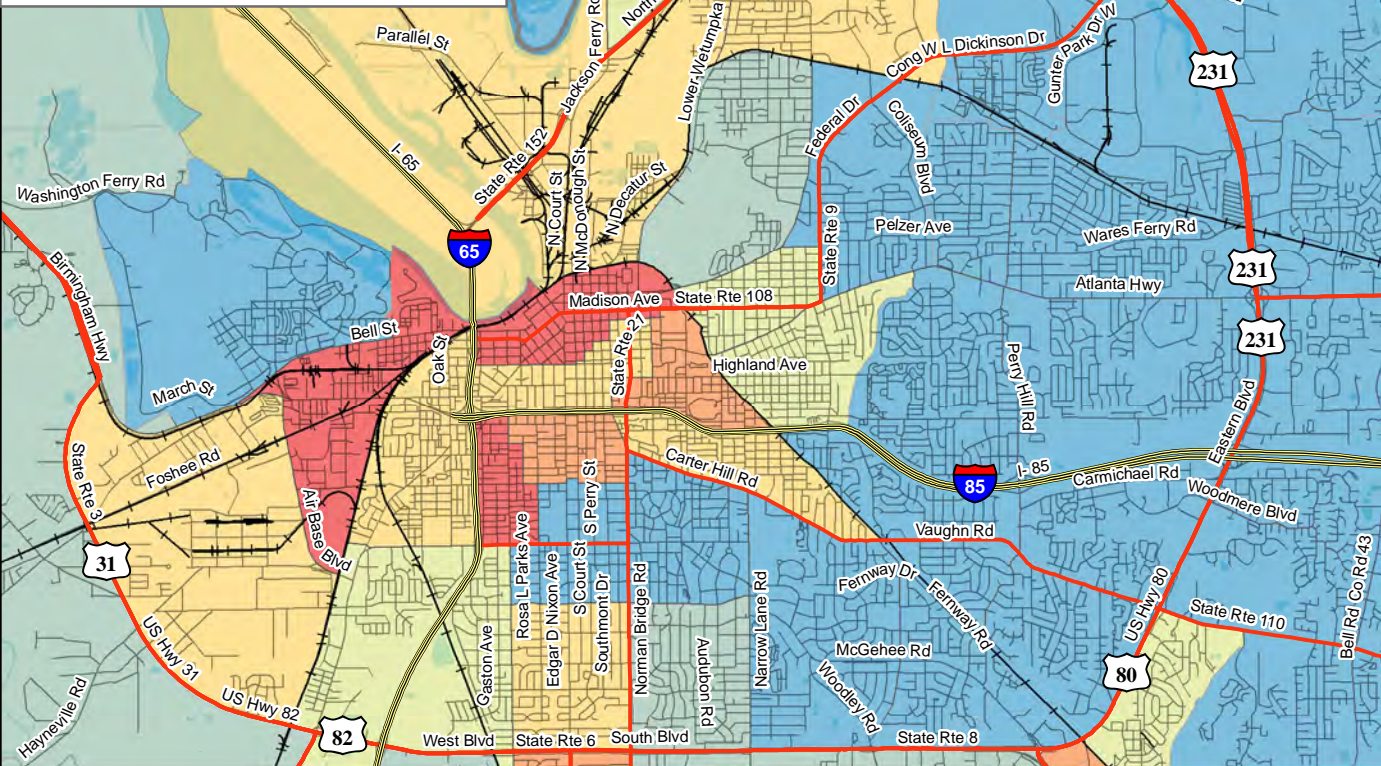 Parallel St
North
Jackson Ferry Rd
Lower Wetumpka
Cong W L Dickinson Dr
Gunter Park Dr W
231
Federal Dr
Coliseum Blvd
I- 65
State Rte 152
N Court St
N McDonough St
N Decatur St
Washington Ferry Rd
65
State Rte 9
Pelzer Ave
Wares Ferry Rd
231
Atlanta Hwy
Birmingham Hwy
Madison Ave
State Rte 108
Bell St
Oak St
State Rte 21
231
Highland Ave
Perry Hill Rd
March St
Eastern Blvd
Foshee Rd
State Rte 3
Carter Hill Rd
85
I- 85
Carmichael Rd
Woodmere Blvd
Air Base Blvd
S Perry St
Vaughn Rd
31
Rosa L Parks Ave
Edgar D Nixon Ave
S Court St
Southmont Dr
Norman Bridge Rd
Narrow Lane Rd
Fernway Dr
Fernway Rd
US Hwy 80
State Rte 110
Bell Rd Co Rd 43
US Hwy 31
Gaston Ave
Audubon Rd
McGehee Rd
Woodley Rd
80
Hayneville Rd
US Hwy 82
82
West Blvd
State Rte 6
South Blvd
State Rte 8